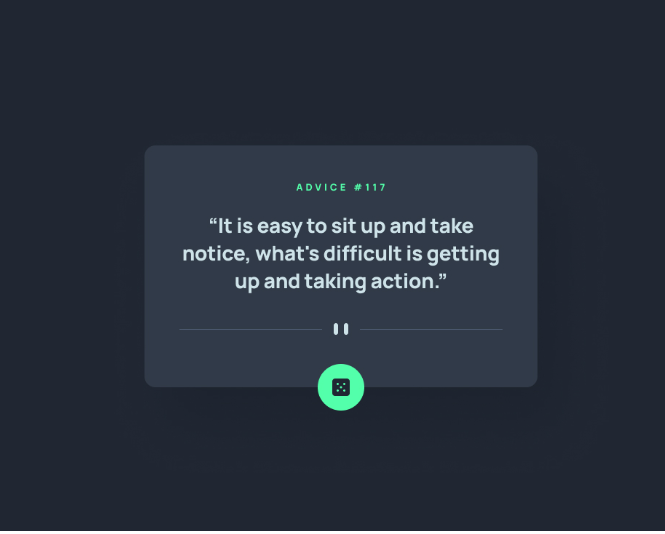 ADVICE #117
“It is easy to sit up and take
notice, what's difficult is getting
up and taking action.”